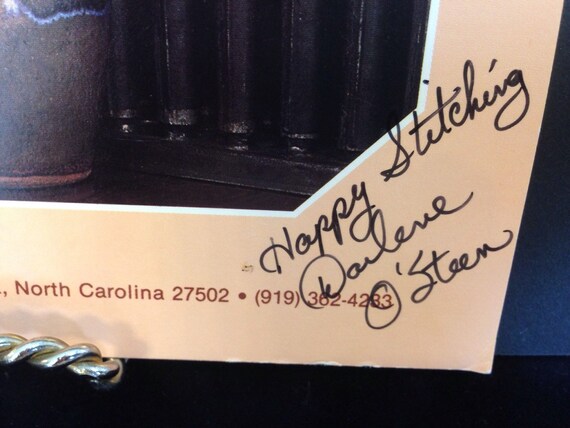 Happy Stitching
Darlene
O'Steen
., North Carolina 27502 • (919) 362-4233